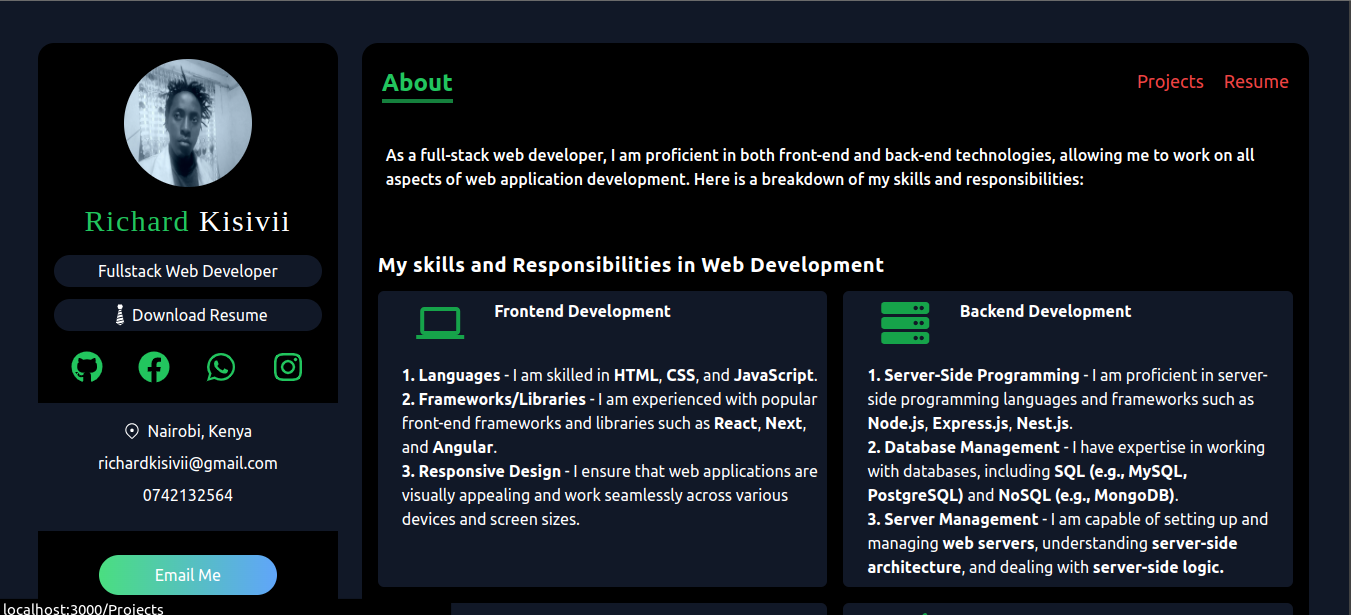 Richard Kisivii
Fullstack Web Developer
Download Resume
Nairobi, Kenya
richardkisivii@gmail.com
0742132564
Email Me
localhost:3000/Projects
About
Projects Resume
As a full-stack web developer, I am proficient in both front-end and back-end technologies, allowing me to work on all
aspects of web application development. Here is a breakdown of my skills and responsibilities:
My skills and Responsibilities in Web Development
Frontend Development
1. Languages - I am skilled in HTML, CSS, and JavaScript.
2. Frameworks/Libraries - I am experienced with popular
front-end frameworks and libraries such as React, Next,
and Angular.
3. Responsive Design - I ensure that web applications are
visually appealing and work seamlessly across various
devices and screen sizes.
Backend Development
1. Server-Side Programming - I am proficient in server-
side programming languages and frameworks such as
Node.js, Express.js, Nest.js.
2. Database Management - I have expertise in working
with databases, including SQL (e.g., MySQL,
PostgreSQL) and NoSQL (e.g., MongoDB).
3. Server Management - I am capable of setting up and
managing web servers, understanding server-side
architecture, and dealing with server-side logic.